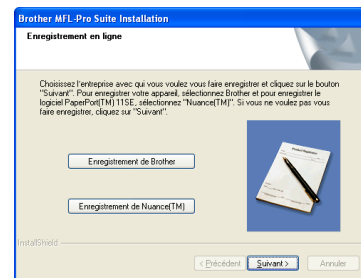 Brother MFL-Pro Suite Installation
Enregistrement en ligne
Choisissez l'entreprise avec qui vous voulez vous faire enregistrer et cliquez sur le bouton
"Suivant". Pour enregistrer votre appareil, sélectionnez Brother et pour enregistrer le
logiciel PaperPort(TM) 11SE, sélectionnez "Nuance(TM)". Si vous ne voulez pas vous
faire enregistrer, cliquez sur "Suivant".
Enregistrement de Brother
Product Registration
Enregistrement de Nuance(TM)
InstallShield
< Précédent
Suivant >
Annuler